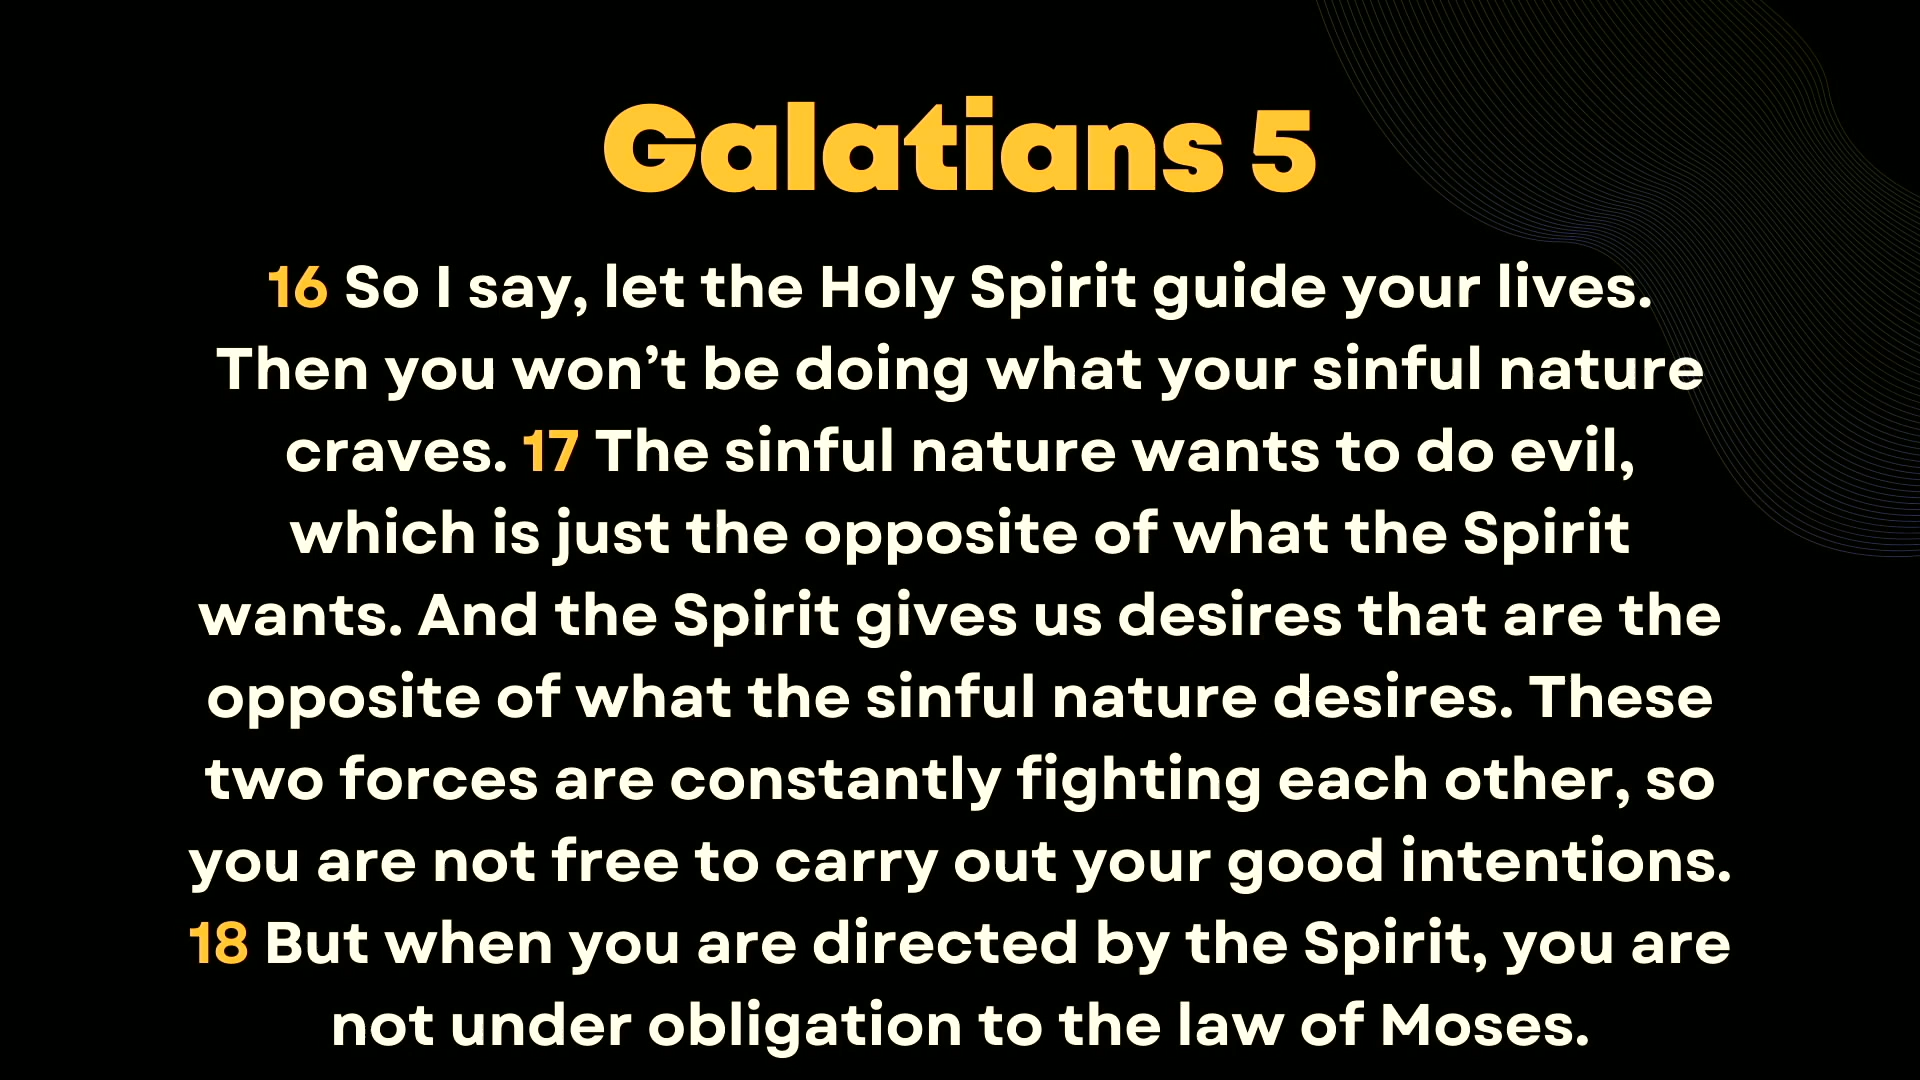 Galatians 5
16 So I say, let the Holy Spirit guide your lives.
Then you won’t be doing what your sinful nature
craves. 17 The sinful nature wants to do evil,
which is just the opposite of what the Spirit
wants. And the Spirit gives us desires that are the
opposite of what the sinful nature desires. These
two forces are constantly fighting each other, so
you are not free to carry out your good intentions.
18 But when you are directed by the Spirit, you are
not under obligation to the law of Moses.